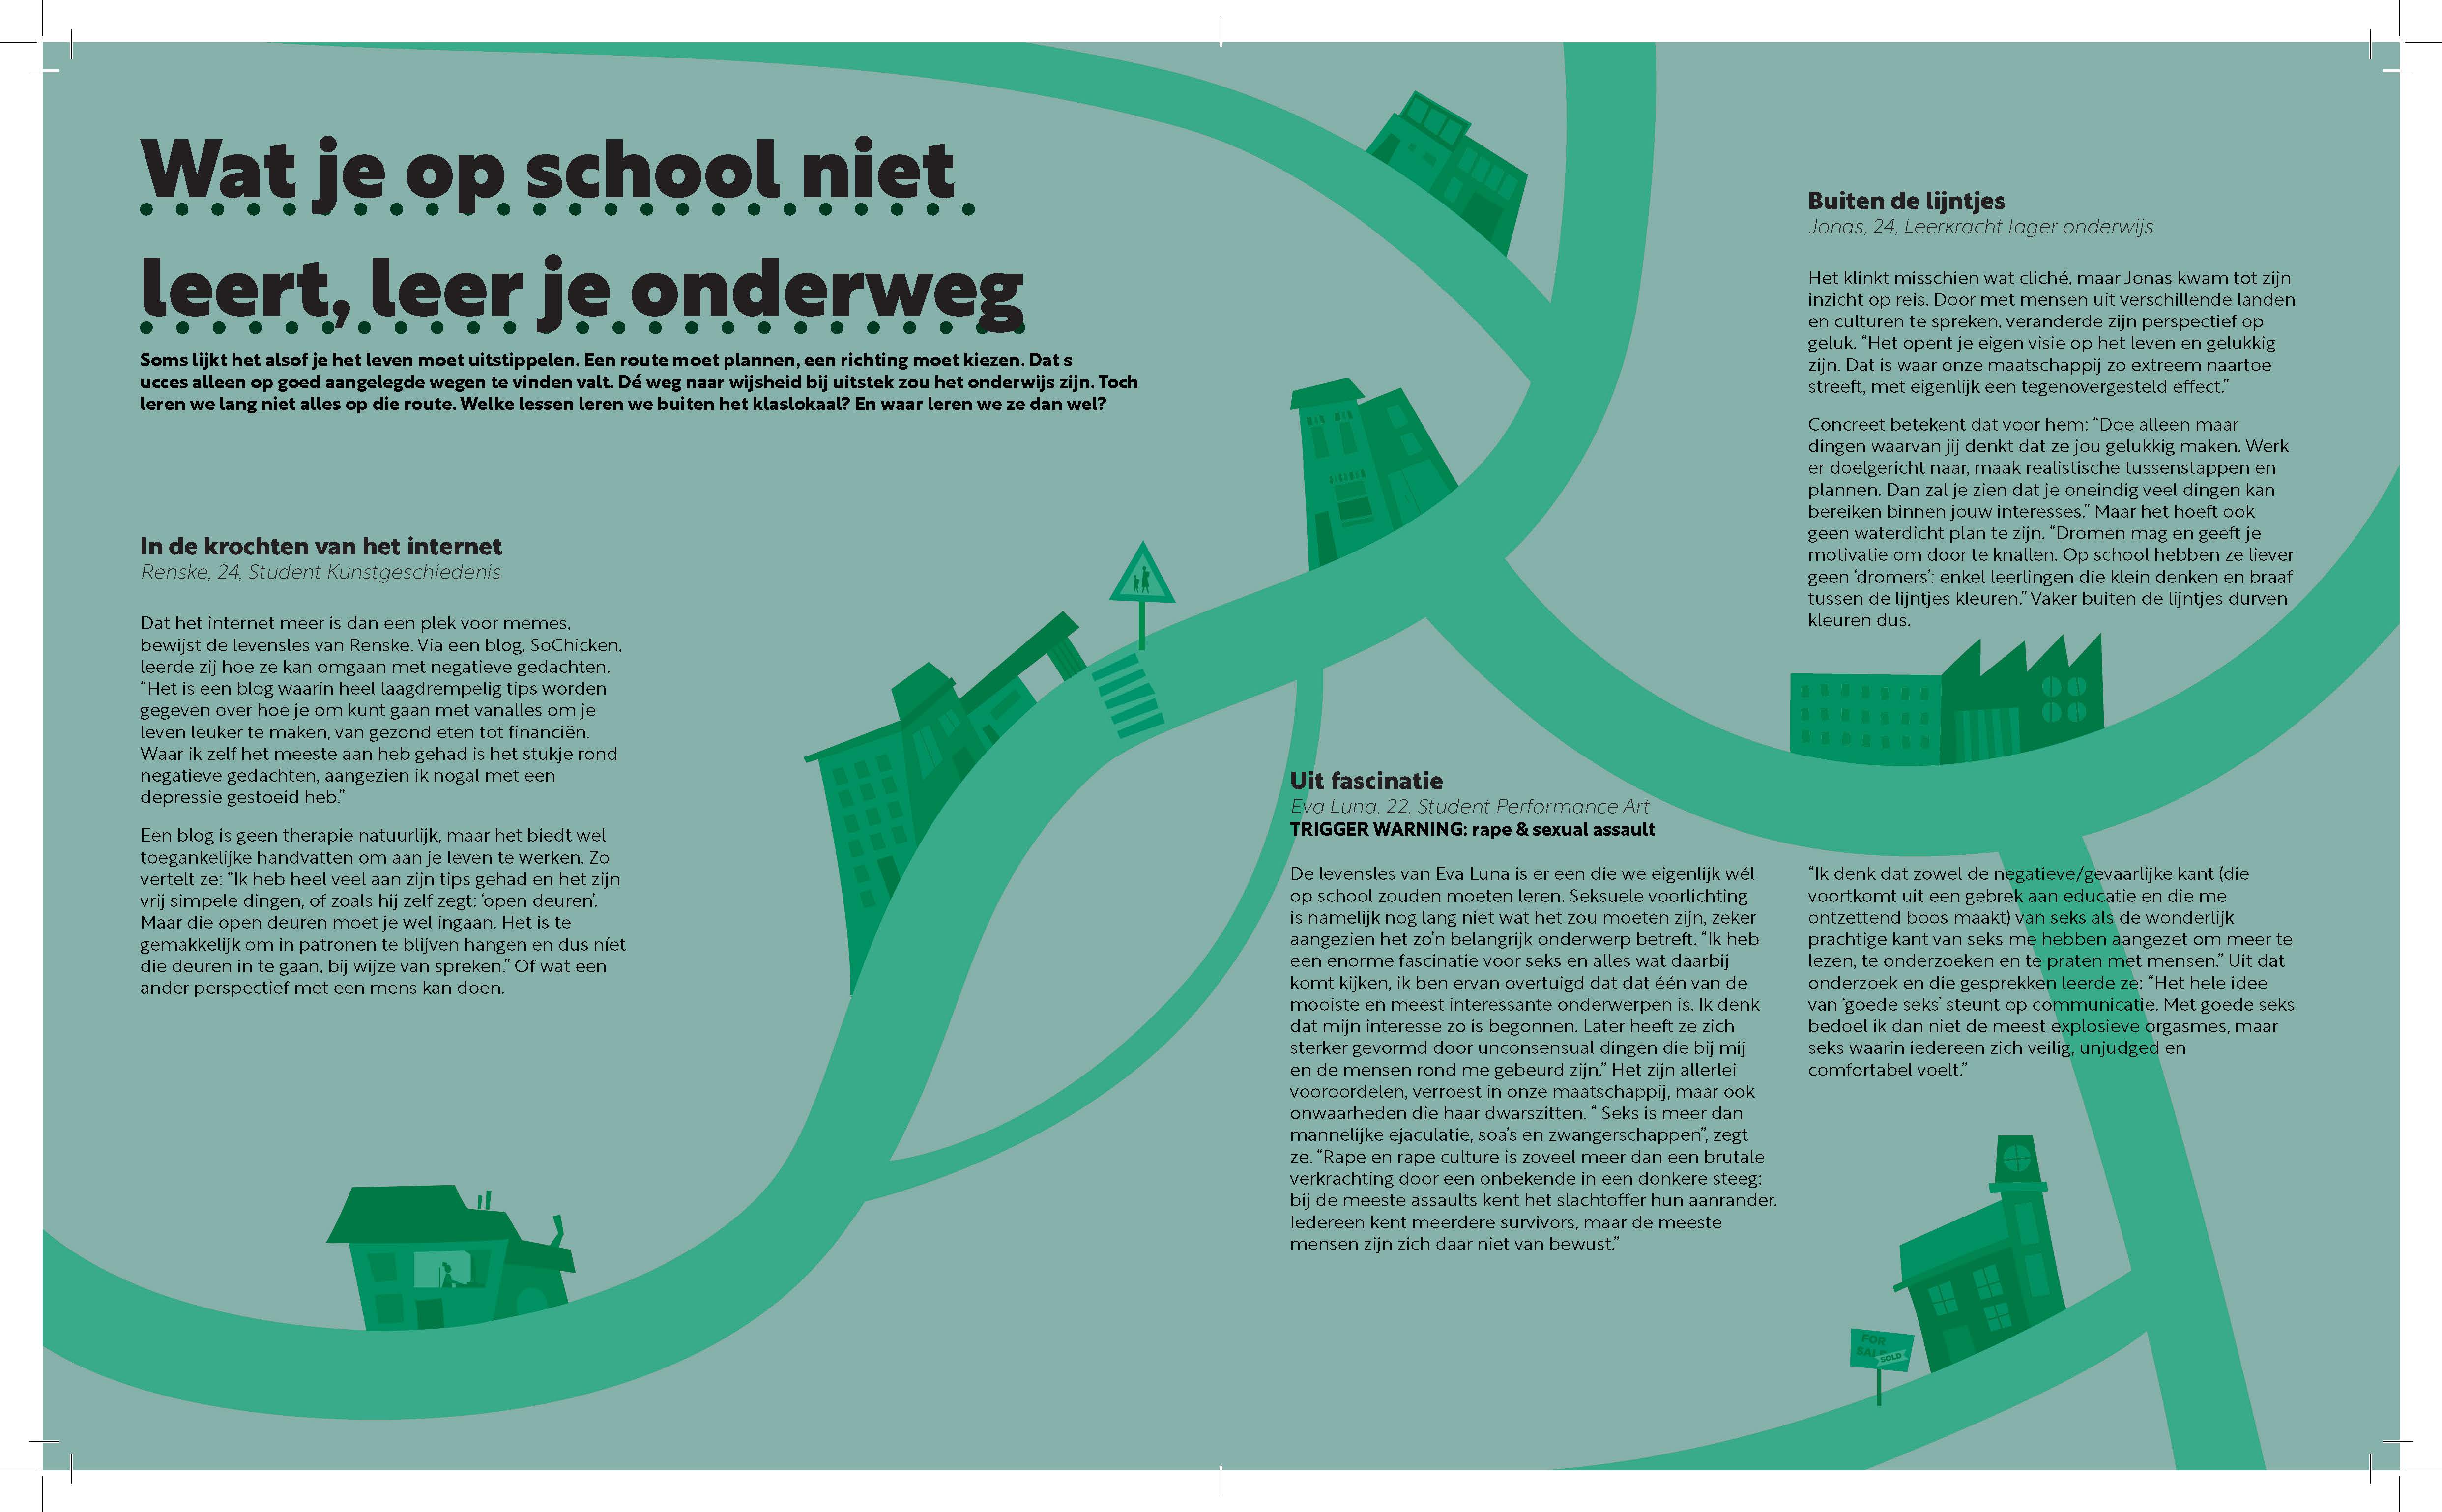 Wat je op school niet
leert, leer je onderweg
Soms lijkt het alsof je het leven moet uitstippelen. Een route moet plannen, een richting moet kiezen. Dat s
ucces alleen op goed aangelegde wegen te vinden valt. Dé weg naar wijsheid bij uitstek zou het onderwijs zijn. Toch
leren we lang niet alles op die route. Welke lessen leren we buiten het klaslokaal? En waar leren we ze dan wel?
In de krochten van het internet
Renske, 24, Student Kunstgeschiedenis
Dat het internet meer is dan een plek voor memes,
bewijst de levensles van Renske. Via een blog, SoChicken,
leerde zij hoe ze kan omgaan met negatieve gedachten.
“Het is een blog waarin heel laagdrempelig tips worden
gegeven over hoe je om kunt gaan met vanalles om je
leven leuker te maken, van gezond eten tot financiën.
Waar ik zelf het meeste aan heb gehad is het stukje rond
negatieve gedachten, aangezien ik nogal met een
depressie gestoeid heb.”
Een blog is geen therapie natuurlijk, maar het biedt wel
toegankelijke handvatten om aan je leven te werken. Zo
vertelt ze: “Ik heb heel veel aan zijn tips gehad en het zijn
vrij simpele dingen, of zoals hij zelf zegt: ‘open deuren’.
Maar die open deuren moet je wel ingaan. Het is te
gemakkelijk om in patronen te blijven hangen en dus níet
die deuren in te gaan, bij wijze van spreken.” Of wat een
ander perspectief met een mens kan doen.
Uit fascinatie
Eva Luna, 22, Student Performance Art
TRIGGER WARNING: rape & sexual assault
De levensles van Eva Luna is er een die we eigenlijk wél
op school zouden moeten leren. Seksuele voorlichting
is namelijk nog lang niet wat het zou moeten zijn, zeker
aangezien het zo’n belangrijk onderwerp betreft. “Ik heb
een enorme fascinatie voor seks en alles wat daarbij
komt kijken, ik ben ervan overtuigd dat dat één van de
mooiste en meest interessante onderwerpen is. Ik denk
dat mijn interesse zo is begonnen. Later heeft ze zich
sterker gevormd door unconsensual dingen die bij mij
en de mensen rond me gebeurd zijn.” Het zijn allerlei
vooroordelen, verroest in onze maatschappij, maar ook
onwaarheden die haar dwarszitten. “ Seks is meer dan
mannelijke ejaculatie, soa’s en zwangerschappen”, zegt
ze. “Rape en rape culture is zoveel meer dan een brutale
verkrachting door een onbekende in een donkere steeg:
bij de meeste assaults kent het slachtoffer hun aanrander.
Iedereen kent meerdere survivors, maar de meeste
mensen zijn zich daar niet van bewust.”
“Ik denk dat zowel de negatieve/gevaarlijke kant (die
voortkomt uit een gebrek aan educatie en die me
ontzettend boos maakt) van seks als de wonderlijk
prachtige kant van seks me hebben aangezet om meer te
lezen, te onderzoeken en te praten met mensen.” Uit dat
onderzoek en die gesprekken leerde ze: “Het hele idee
van ‘goede seks’ steunt op communicatie. Met goede seks
bedoel ik dan niet de meest explosieve orgasmes, maar
seks waarin iedereen zich veilig, unjudged en
comfortabel voelt.”
Buiten de lijntjes
Jonas, 24, Leerkracht lager onderwijs
Het klinkt misschien wat cliché, maar Jonas kwam tot zijn
inzicht op reis. Door met mensen uit verschillende landen
en culturen te spreken, veranderde zijn perspectief op
geluk. “Het opent je eigen visie op het leven en gelukkig
zijn. Dat is waar onze maatschappij zo extreem naartoe
streeft, met eigenlijk een tegenovergesteld effect.”
Concreet betekent dat voor hem: “Doe alleen maar
dingen waarvan jij denkt dat ze jou gelukkig maken. Werk
er doelgericht naar, maak realistische tussenstappen en
plannen. Dan zal je zien dat je oneindig veel dingen kan
bereiken binnen jouw interesses.” Maar het hoeft ook
geen waterdicht plan te zijn. “Dromen mag en geeft je
motivatie om door te knallen. Op school hebben ze liever
geen ‘dromers’: enkel leerlingen die klein denken en braaf
tussen de lijntjes kleuren.” Vaker buiten de lijntjes durven
kleuren dus.
FOR
SALE
SOLD